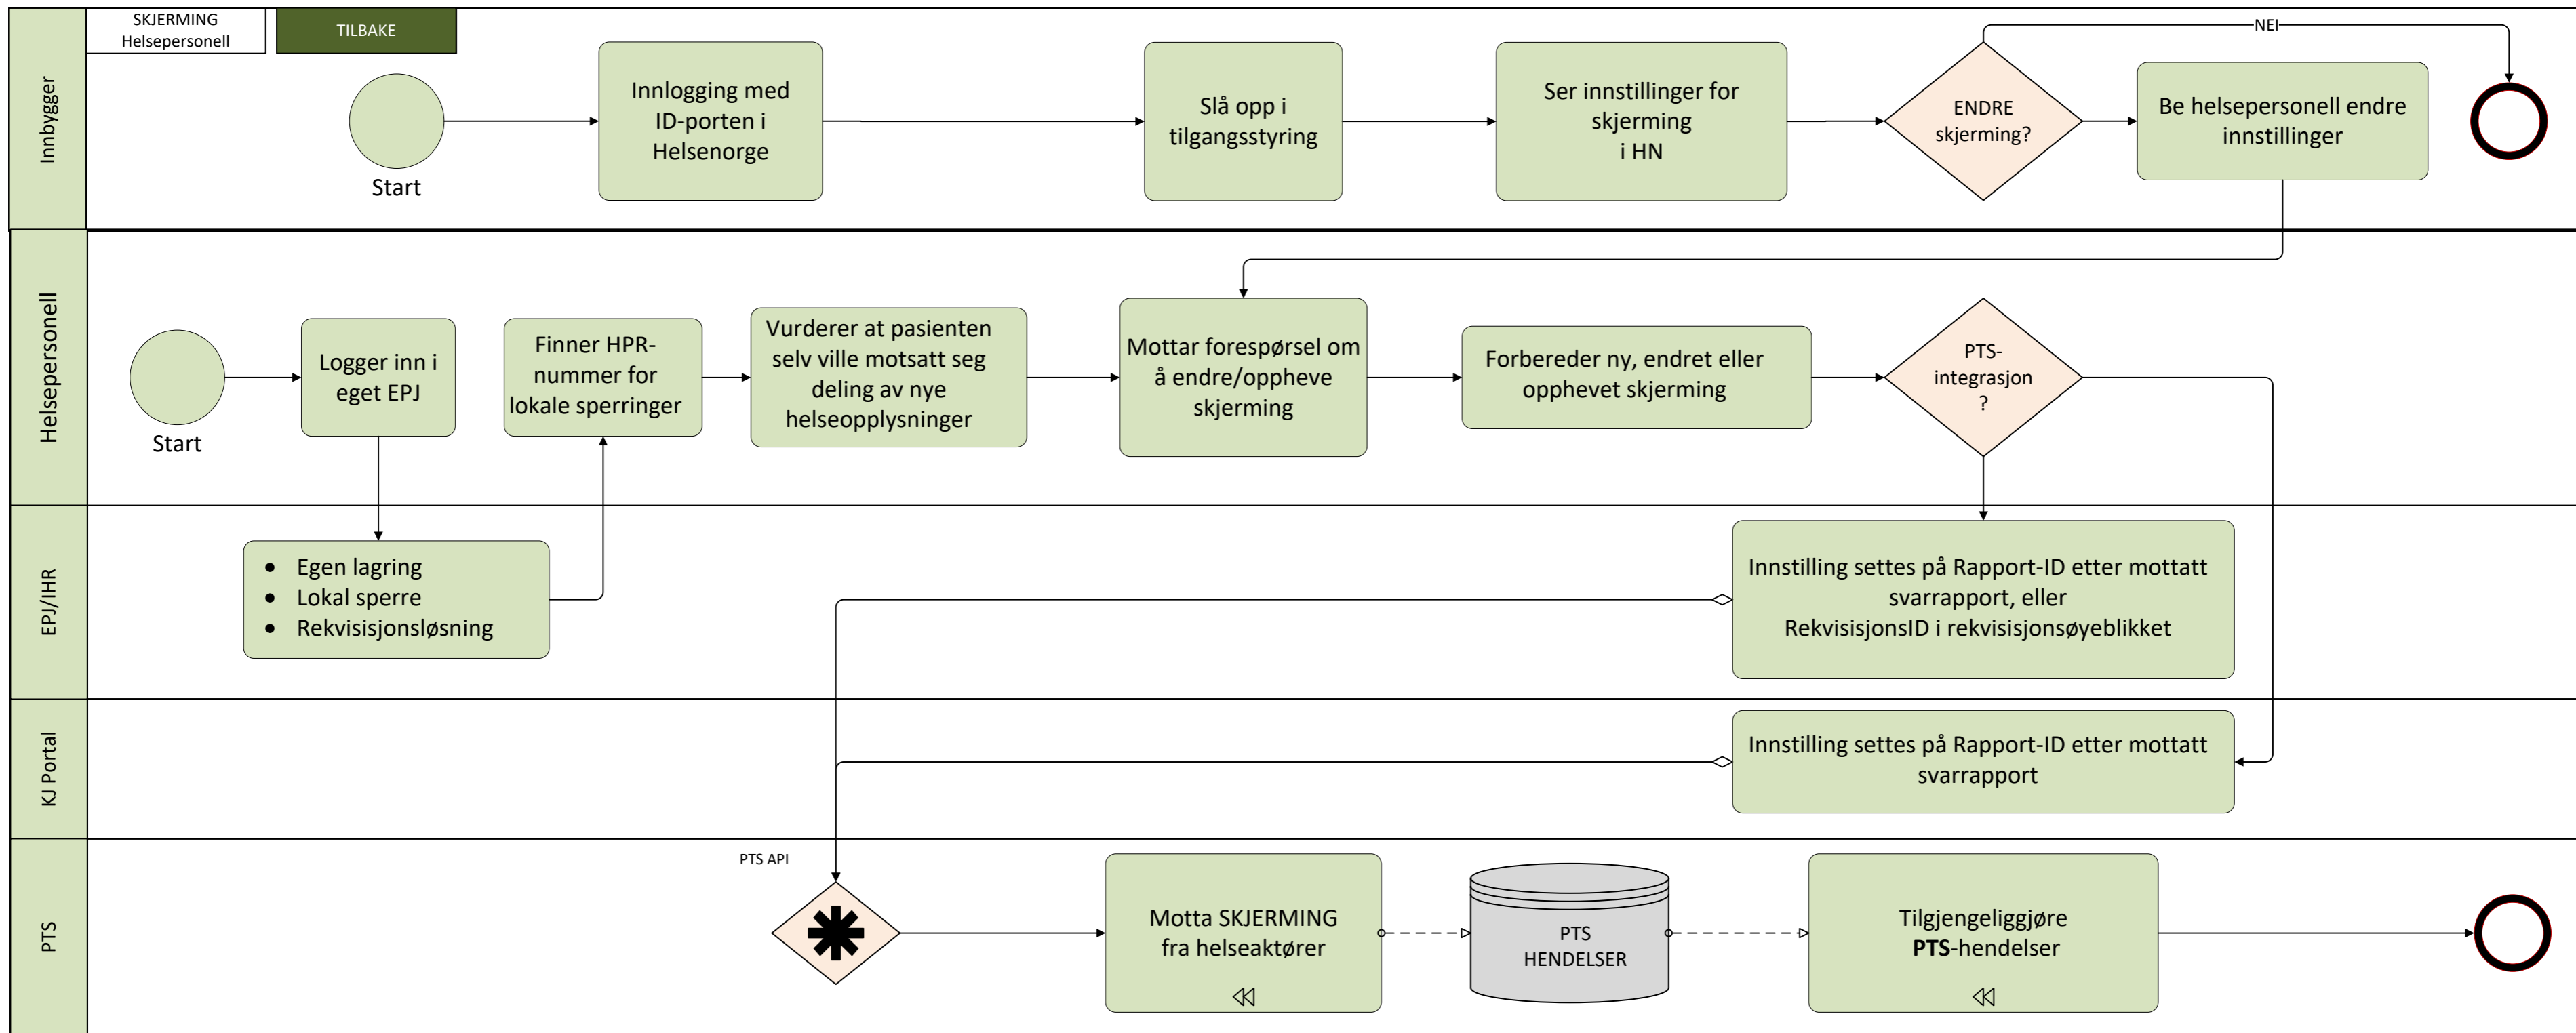 SKJERMING
Helsepersonell
TILBAKE
Innbygger
Start
Innlogging med
ID-porten i
Helsenorge
Slå opp i
tilgangsstyring
Ser innstillinger for
skjerming
i HN
ENDRE
skjerming?
NEI
Be helsepersonell endre
innstillinger
Helsepersonell
Start
Logger inn i
eget EPJ
Finner HPR-
nummer for
lokale sperringer
Vurderer at pasienten
selv ville motsatt seg
deling av nye
helseopplysninger
Mottar forespørsel om
å endre/oppheve
skjerming
Forbereder ny, endret eller
opphevet skjerming
PTS-
integrasjon
?
EPJ/IHR
• Egen lagring
• Lokal sperre
• Rekvisisjonsløsning
Innstilling settes på Rapport-ID etter mottatt
svarrapport, eller
RekvisisjonsID i rekvisisjonsøyeblikket
KJ Portal
Innstilling settes på Rapport-ID etter mottatt
svarrapport
PTS
PTS API
Motta SKJERMING
fra helseaktører
PTS
HENDELSER
Tilgjengeliggjøre
PTS-hendelser